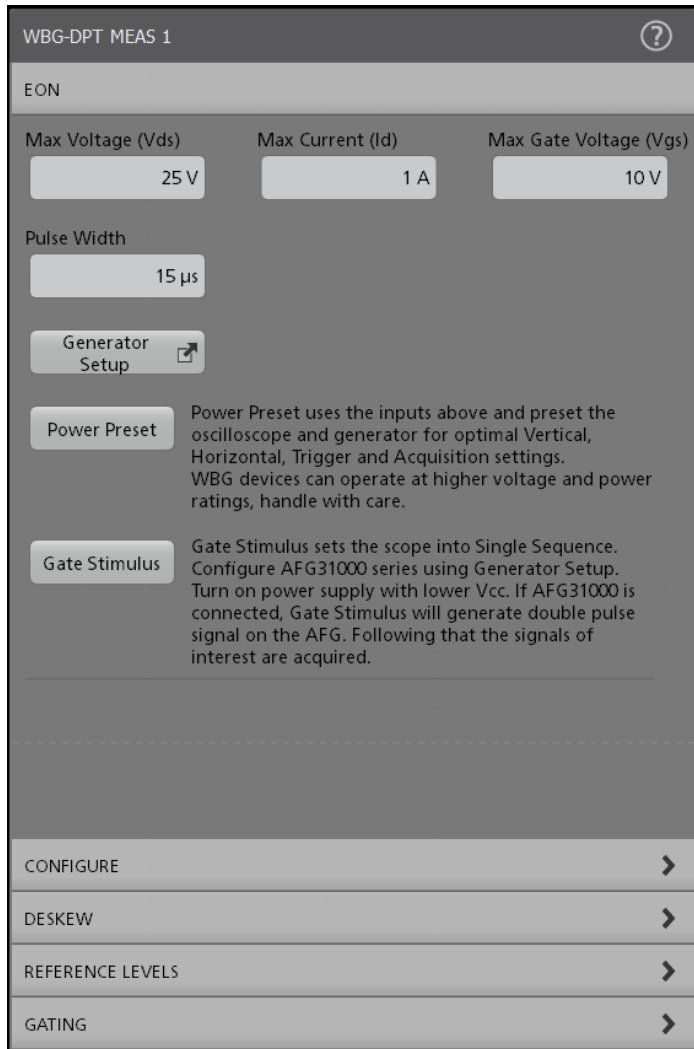 WBG-DPT MEAS 1
?
EON
Max Voltage (Vds)
Max Current (Id)
Max Gate Voltage (Vgs)
25 V
1 A
10 V
Pulse Width
15 µs
Generator
Setup
Power Preset
Power Preset uses the inputs above and preset the
oscilloscope and generator for optimal Vertical,
Horizontal, Trigger and Acquisition settings.
WBG devices can operate at higher voltage and power
ratings, handle with care.
Gate Stimulus
Gate Stimulus sets the scope into Single Sequence.
Configure AFG31000 series using Generator Setup.
Turn on power supply with lower Vcc. If AFG31000 is
connected, Gate Stimulus will generate double pulse
signal on the AFG. Following that the signals of
interest are acquired.
CONFIGURE
DESKEW
REFERENCE LEVELS
GATING